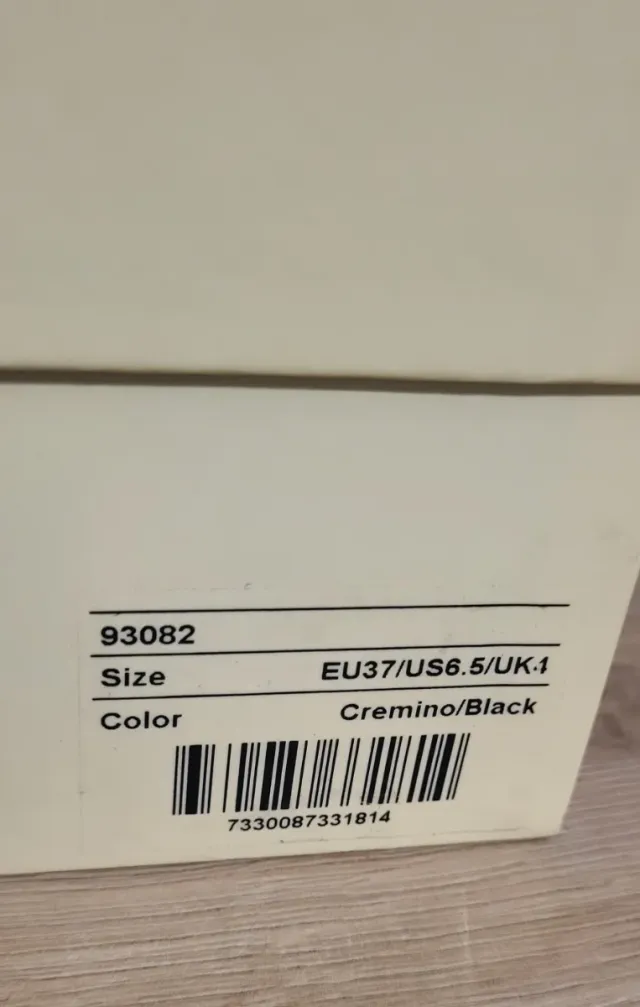 93082
Size EU37/US6.5/UK4
Color Cremino/Black
7330087331814